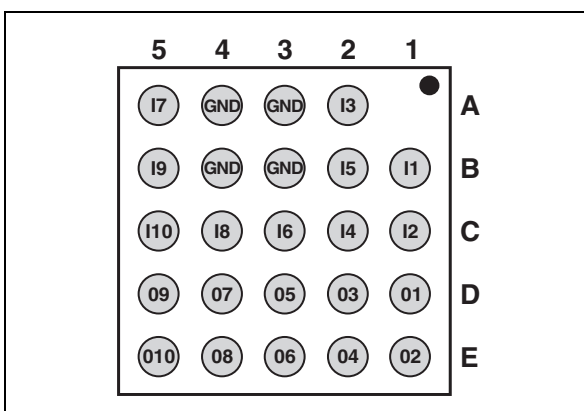 5 4 3 2 1
I7 GND GND I3 A
I9 GND GND I5 I1 B
I10 I8 I6 I4 I2 C
09 07 05 03 01 D
010 08 06 04 02 E